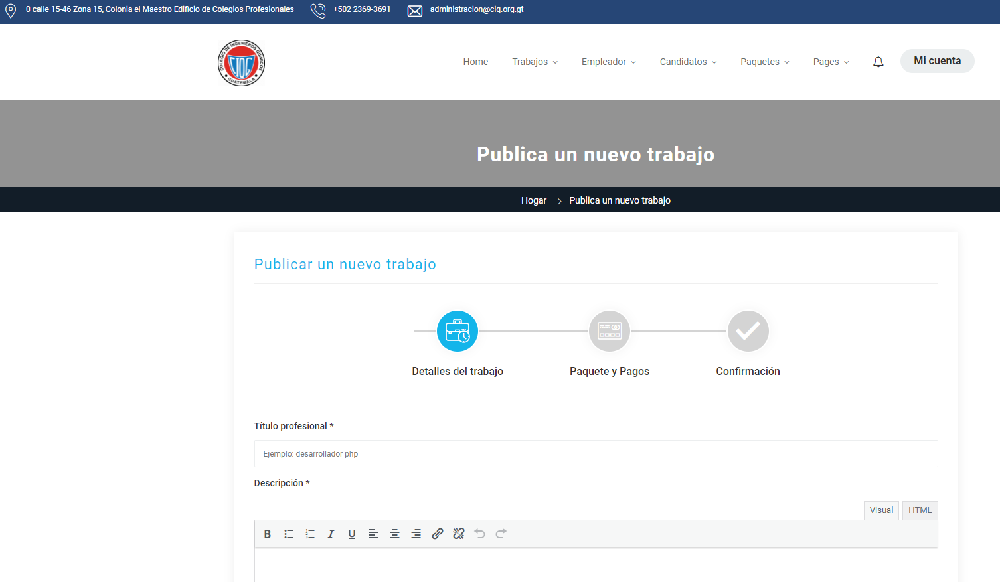 0 calle 15-46 Zona 15, Colonia el Maestro Edificio de Colegios Profesionales +502 2369-3691 administracion@ciq.org.gt
COLEGIO DE INGENIEROS QUIMICOS
GUATEMALA
Home Trabajos Empleador Candidatos Paquetes Pages Mi cuenta
Publica un nuevo trabajo
Hogar Publica un nuevo trabajo
Publicar un nuevo trabajo
Detalles del trabajo Paquete y Pagos Confirmación
Título profesional *
Ejemplo: desarrollador php
Descripción *
Visual HTML
B I U